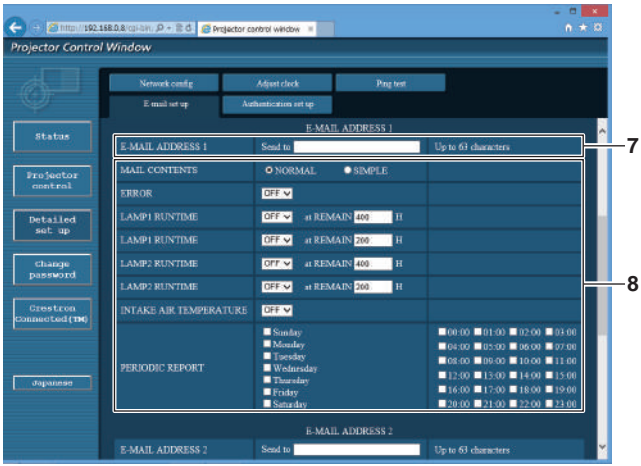 http://192.168.0.8/cgi-bin
Projector control window
Projector Control Window
Network config
Adjust clock
Ping test
E-mail set up
Authentication set up
Status
Projector control
Detailed set up
Change password
Crestron Connected(TM)
Japanese
E-MAIL ADDRESS 1
E-MAIL ADDRESS 1 Send to Up to 63 characters
7
MAIL CONTENTS NORMAL SIMPLE
ERROR OFF
LAMP1 RUNTIME OFF at REMAIN 400 H
LAMP1 RUNTIME OFF at REMAIN 200 H
LAMP2 RUNTIME OFF at REMAIN 400 H
LAMP2 RUNTIME OFF at REMAIN 200 H
8
INTAKE AIR TEMPERATURE OFF
PERIODIC REPORT
Sunday
Monday
Tuesday
Wednesday
Thursday
Friday
Saturday
00:00 01:00 02:00 03:00
04:00 05:00 06:00 07:00
08:00 09:00 10:00 11:00
12:00 13:00 14:00 15:00
16:00 17:00 18:00 19:00
20:00 21:00 22:00 23:00
E-MAIL ADDRESS 2
E-MAIL ADDRESS 2 Send to Up to 63 characters